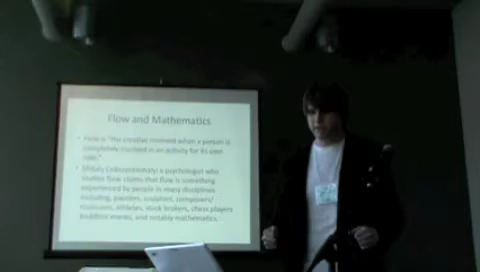 Flow and Mathematics
• Flow is "the creative moment when a person is
completely involved in an activity for its own
sake."
• Mihaly Csikszentmihaly: a psychologist who
studies flow claims that flow is something
experienced by people in many disciplines
including, painters, sculptors, composers/
musicians, athletes, stock brokers, chess players
buddhist monks, and notably mathematics.